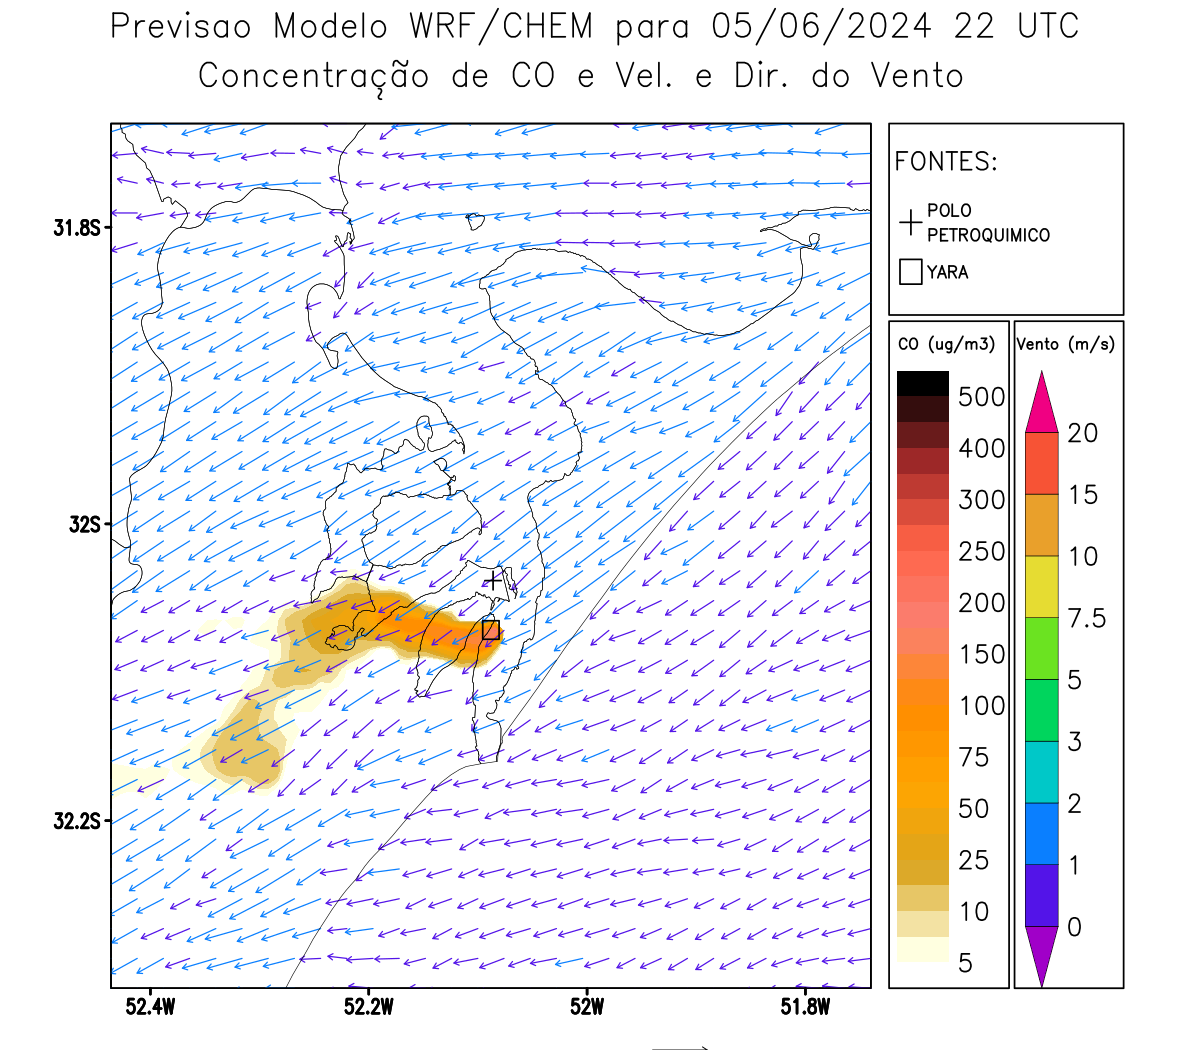 Previsao Modelo WRF/CHEM para 05/06/2024 22 UTC
Concentração de CO e Vel. e Dir. do Vento
FONTES:
POLO
PETROQUIMICO
YARA
CO (ug/m3)
500
400
300
250
200
150
100
75
50
25
10
5
Vento (m/s)
20
15
10
7.5
5
3
2
1
0
31.8S
32S
32.2S
52.4W
52.2W
52W
51.8W